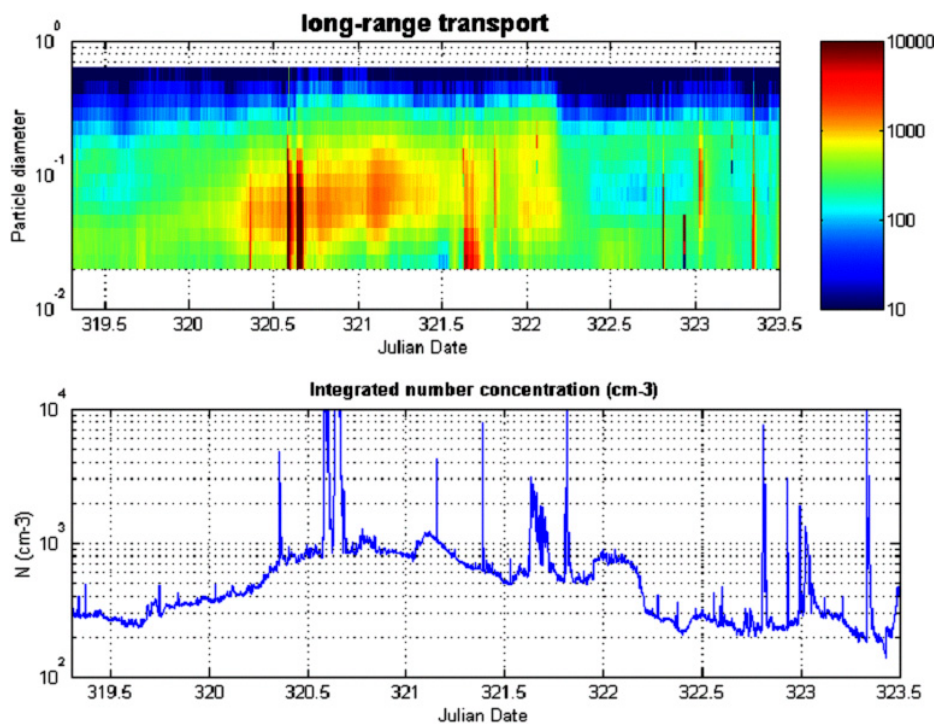 long-range transport
10^0
10^-1
10^-2
Particle diameter
319.5 320 320.5 321 321.5 322 322.5 323 323.5
Julian Date
10000
1000
100
10
Integrated number concentration (cm-3)
10^4
10^3
10^2
N (cm-3)
319.5 320 320.5 321 321.5 322 322.5 323 323.5
Julian Date